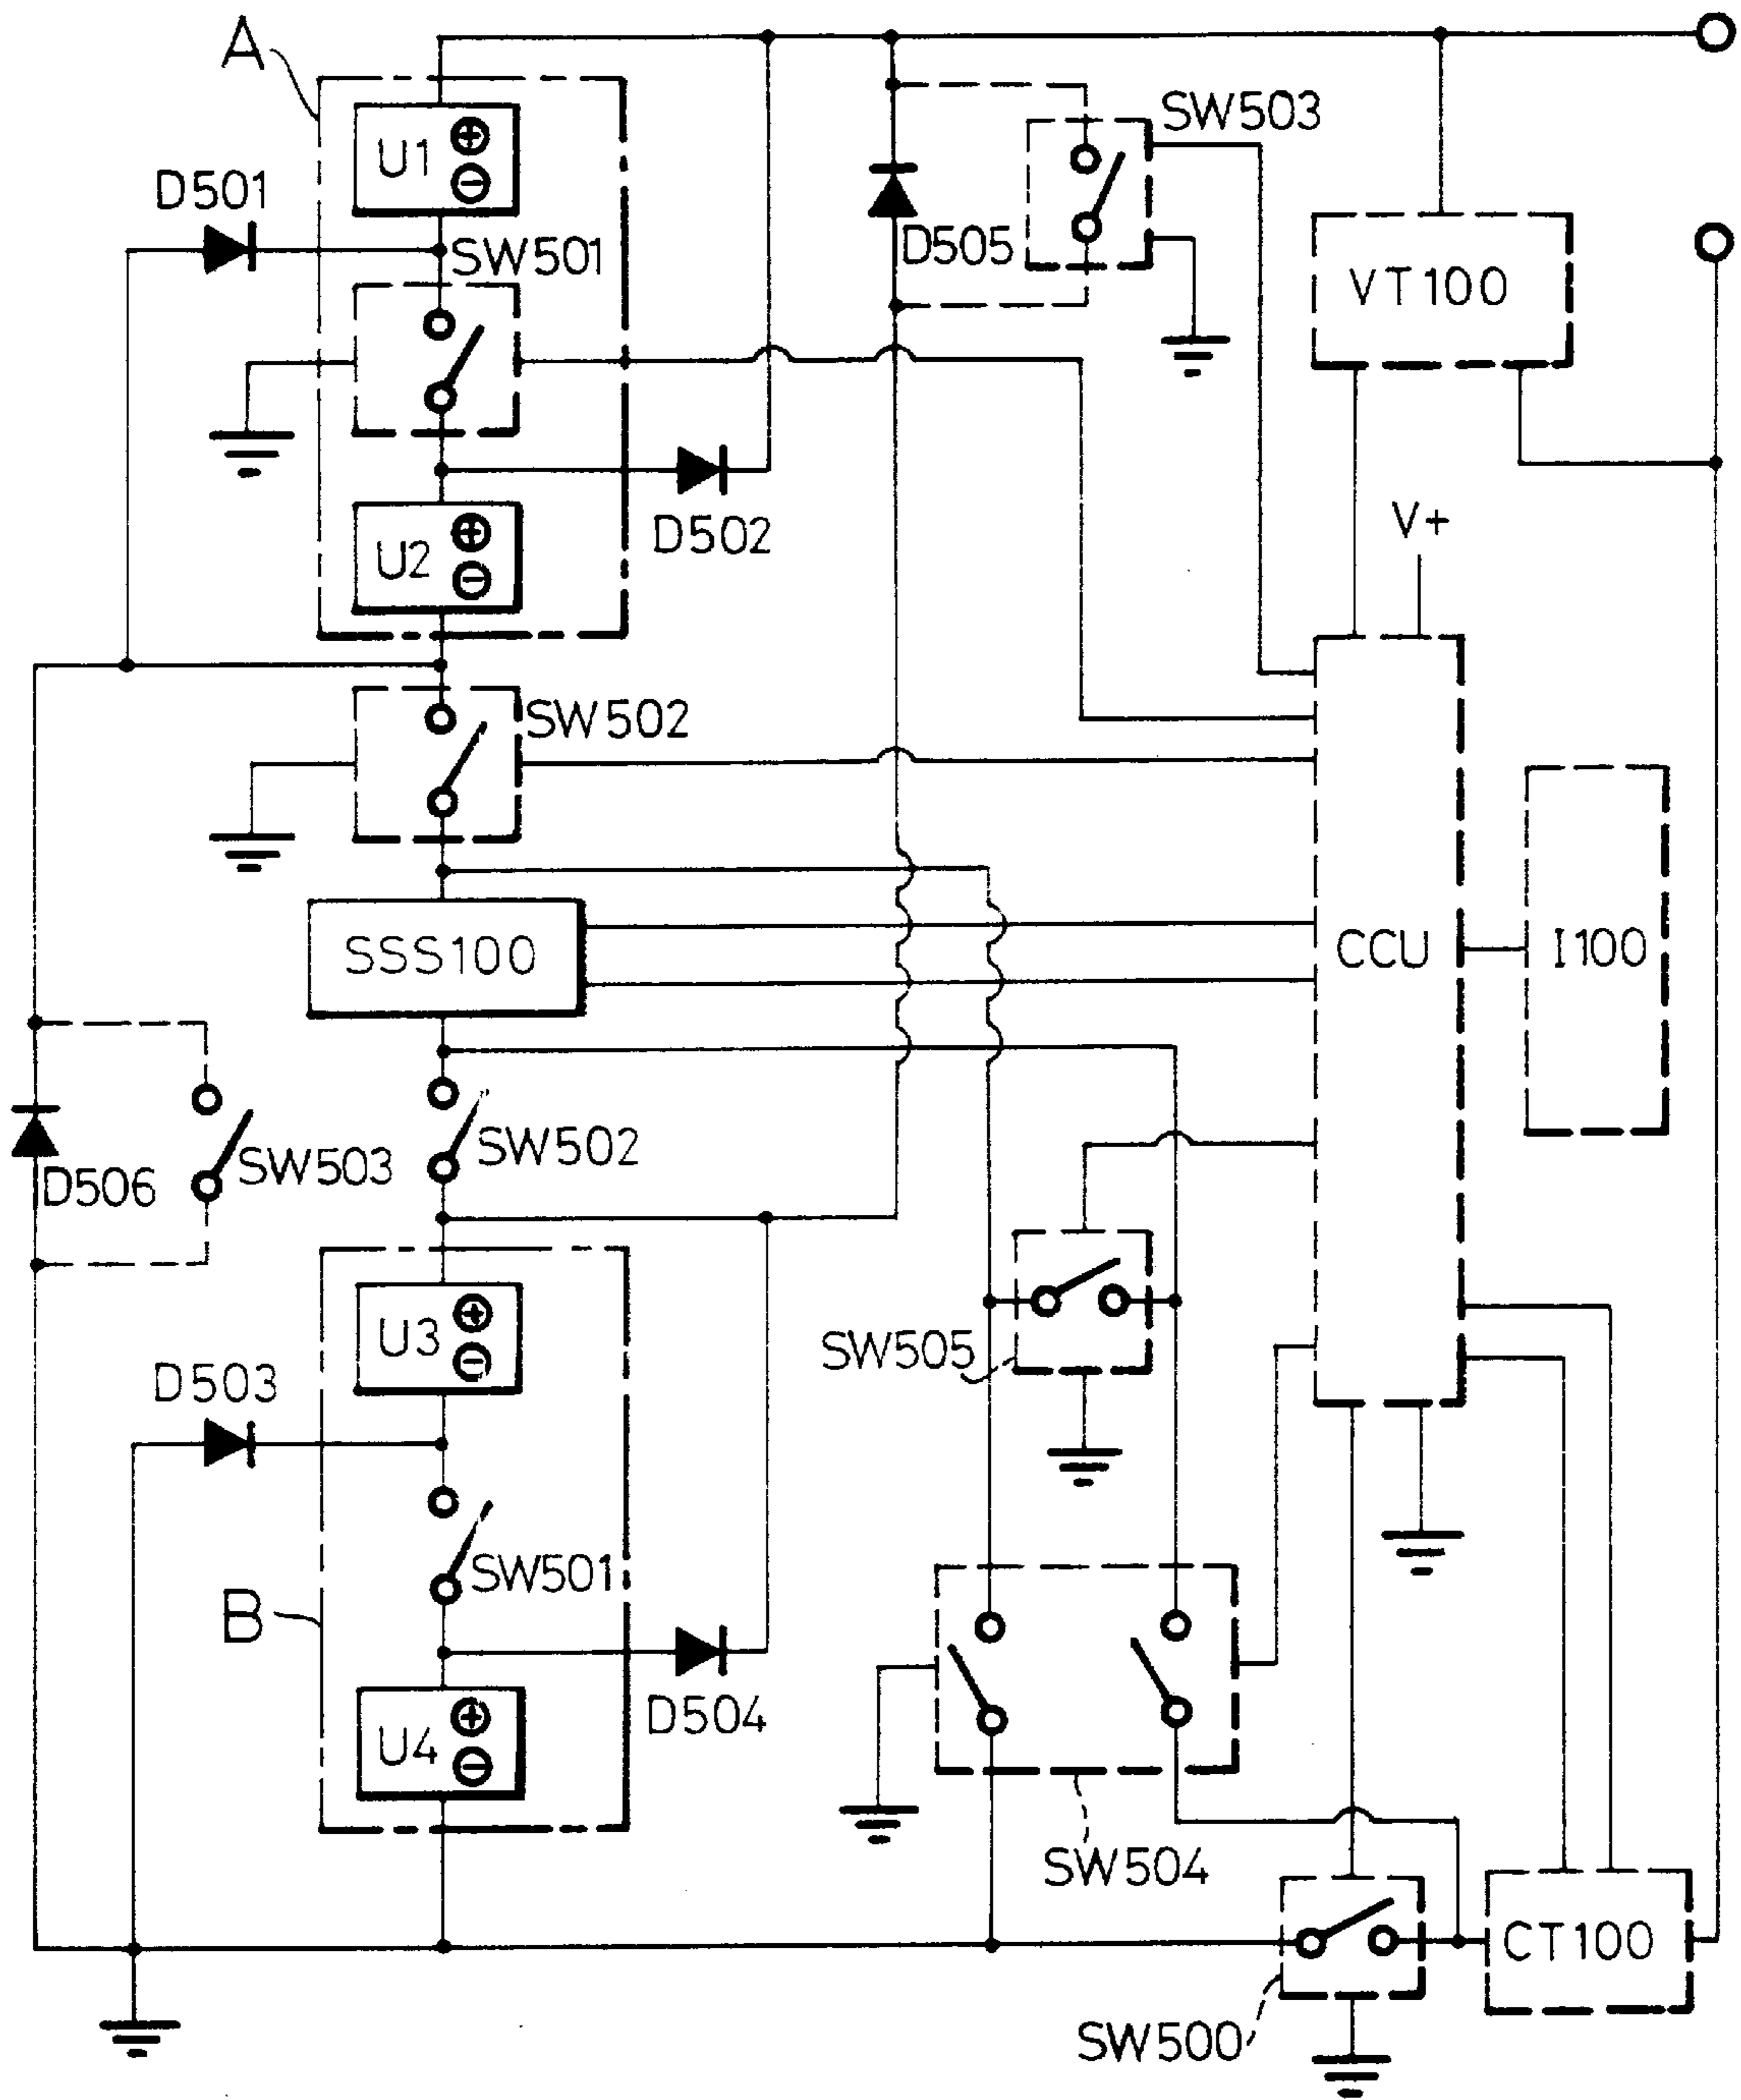 A
U1 ⊕
⊖
SW503
D501
SW501
D505
VT100
D502
V+
U2 ⊕
⊖
SW502
SSS100
CCU
I100
SW502
SW503
D506
U3 ⊕
⊖
SW505
D503
SW501
B
D504
U4 ⊕
⊖
SW504
CT100
SW500